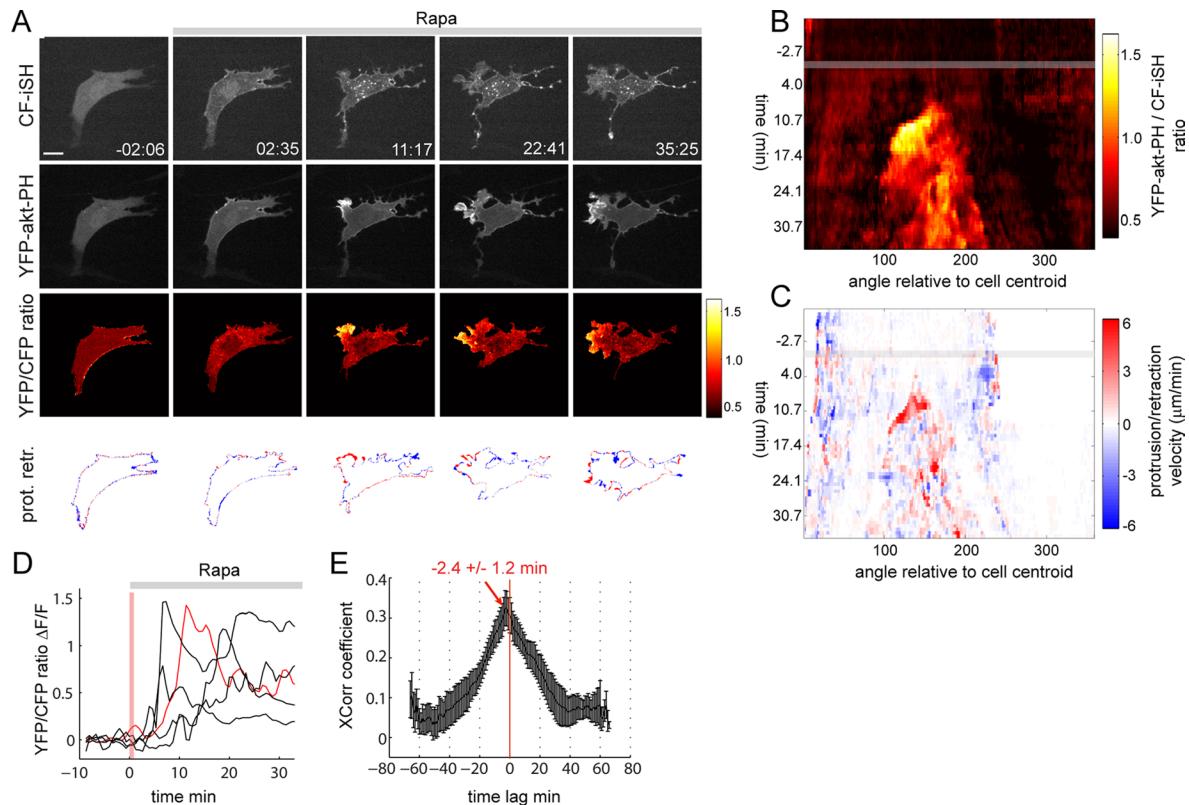 A
Rapa
CF-iSH
-02:06
02:35
11:17
22:41
35:25
YFP-akt-PH
YFP/CFP ratio
1.5
1.0
0.5
prot. retr.
B
-2.7
4.0
10.7
17.4
24.1
30.7
time (min)
100
200
300
angle relative to cell centroid
1.5
1.0
0.5
YFP-akt-PH / CF-iSH
ratio
C
-2.7
4.0
10.7
17.4
24.1
30.7
time (min)
100
200
300
angle relative to cell centroid
6
3
0
-3
-6
protrusion/retraction
velocity (μm/min)
D
Rapa
1.5
1
0.5
0
YFP/CFP ratio ΔF/F
−10
0
10
20
30
time min
E
-2.4 +/- 1.2 min
0.4
0.3
0.2
0.1
0
XCorr coefficient
−80
−60
−40
−20
0
20
40
60
80
time lag min